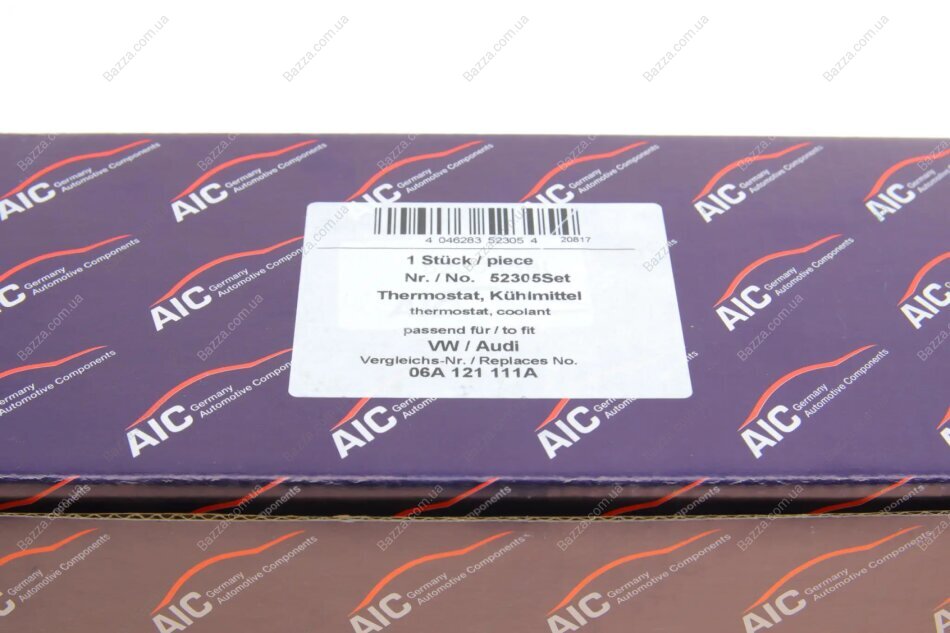 4 046283 52305 4 20817
1 Stück / piece
Nr. / No. 52305Set
Thermostat, Kühlmittel
thermostat, coolant
passend für / to fit
VW / Audi
Vergleichs-Nr. / Replaces No.
06A 121 111A
AIC Germany
Automotive Components
Bazza.com.ua